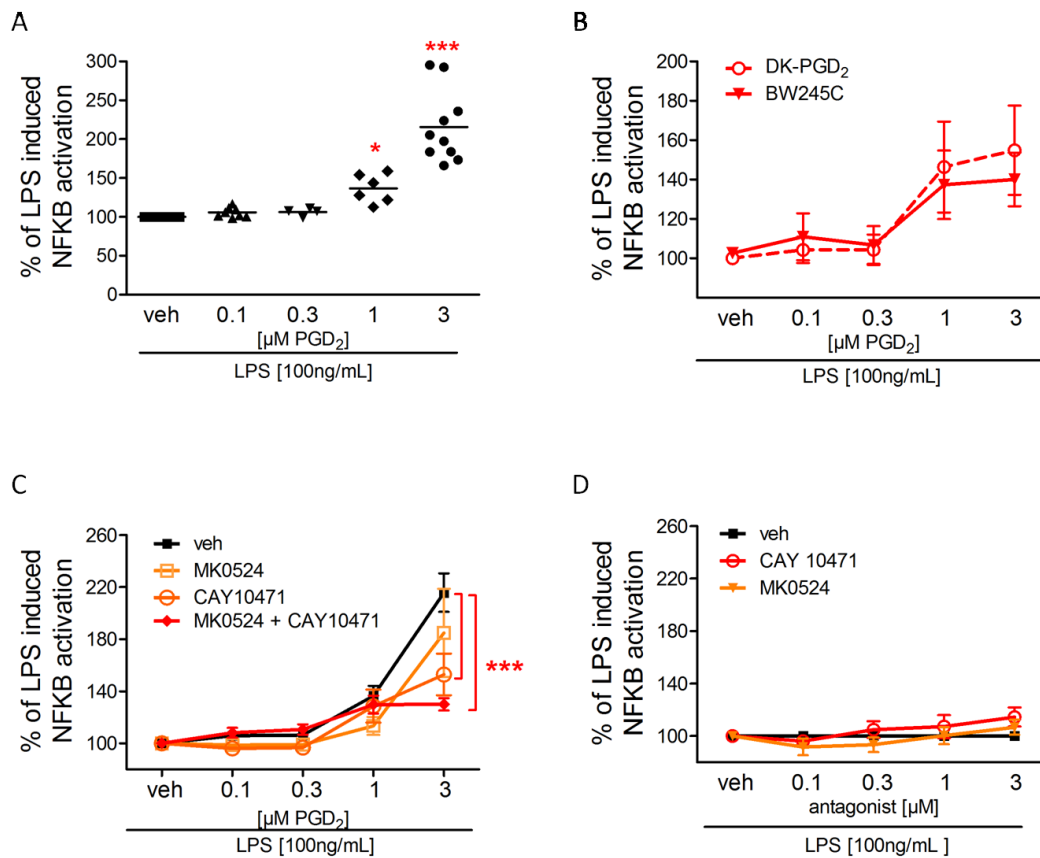 A
% of LPS induced
NFKB activation
300
250
200
150
100
50
0
*
***
veh 0.1 0.3 1 3
[µM PGD2]
LPS [100ng/mL]
B
% of LPS induced
NFKB activation
200
180
160
140
120
100
DK-PGD2
BW245C
veh 0.1 0.3 1 3
[µM PGD2]
LPS [100ng/mL]
C
% of LPS induced
NFKB activation
260
220
180
140
100
veh
MK0524
CAY10471
MK0524 + CAY10471
***
veh 0.1 0.3 1 3
[µM PGD2]
LPS [100ng/mL]
D
% of LPS induced
NFKB activation
260
220
180
140
100
veh
CAY 10471
MK0524
veh 0.1 0.3 1 3
antagonist [µM]
LPS [100ng/mL ]